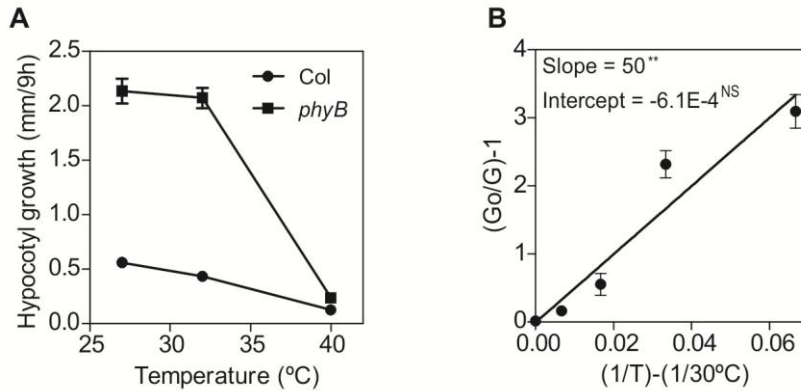 A
Hypocotyl growth (mm/9h)
2.5
2.0
1.5
1.0
0.5
0.0
25
30
35
40
Temperature (ºC)
Col
phyB
B
(Go/G)-1
4
3
2
1
0
0.00
0.02
0.04
0.06
(1/T)-(1/30ºC)
Slope = 50**
Intercept = -6.1E-4NS